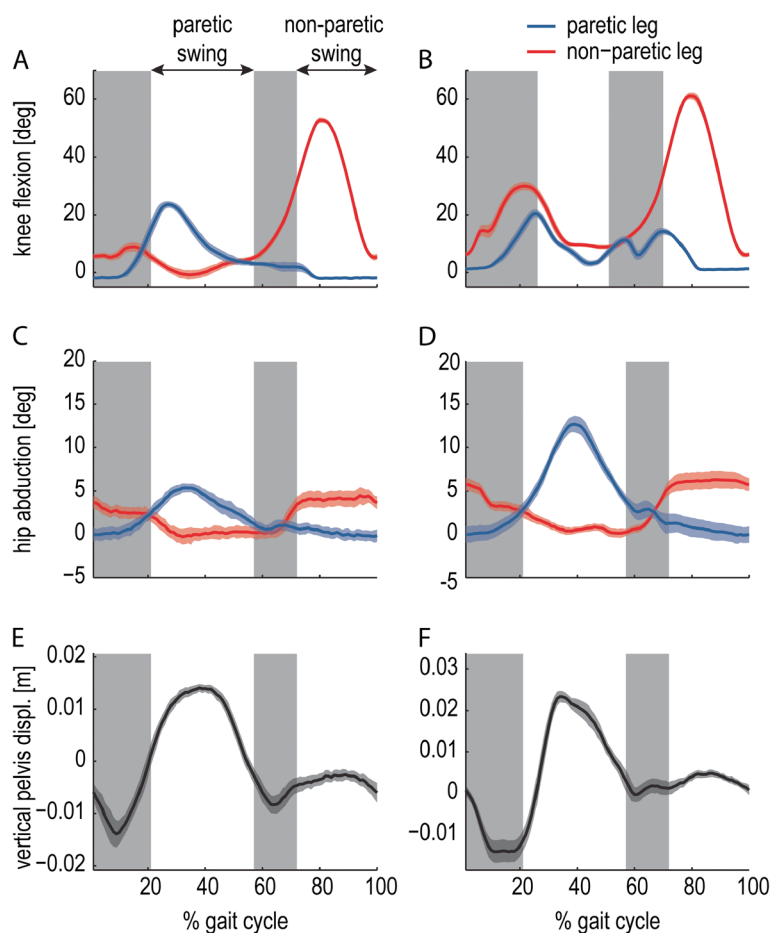 paretic swing
non-paretic swing
paretic leg
non-paretic leg
A
B
knee flexion [deg]
60
40
20
0
60
40
20
0
C
D
hip abduction [deg]
20
15
10
5
0
−5
20
15
10
5
0
-5
E
F
vertical pelvis displ. [m]
0.02
0.01
0
−0.01
−0.02
0.03
0.02
0.01
0
−0.01
20 40 60 80 100
20 40 60 80 100
% gait cycle
% gait cycle